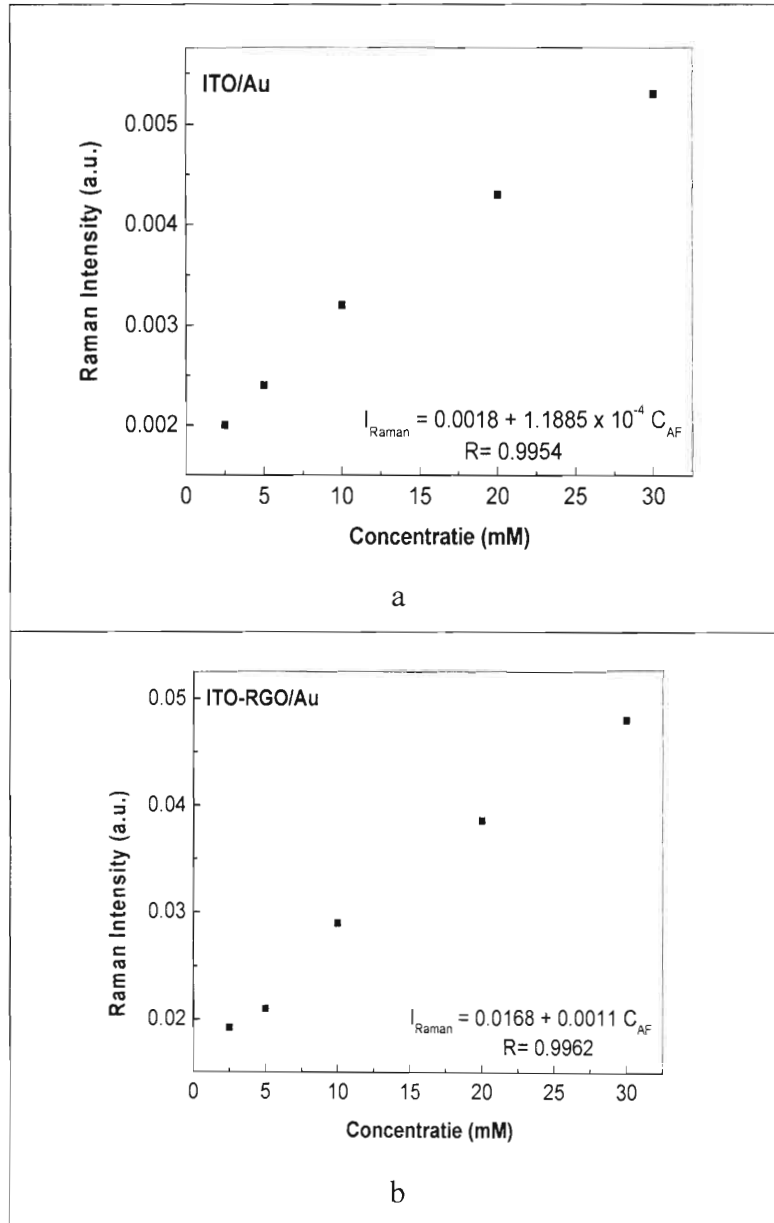 ITO/Au
Raman Intensity (a.u.)
0.005
0.004
0.003
0.002
I_Raman = 0.0018 + 1.1885 x 10^-4 C_AF
R= 0.9954
0 5 10 15 20 25 30
Concentratie (mM)
a
ITO-RGO/Au
Raman Intensity (a.u.)
0.05
0.04
0.03
0.02
I_Raman = 0.0168 + 0.0011 C_AF
R= 0.9962
0 5 10 15 20 25 30
Concentratie (mM)
b